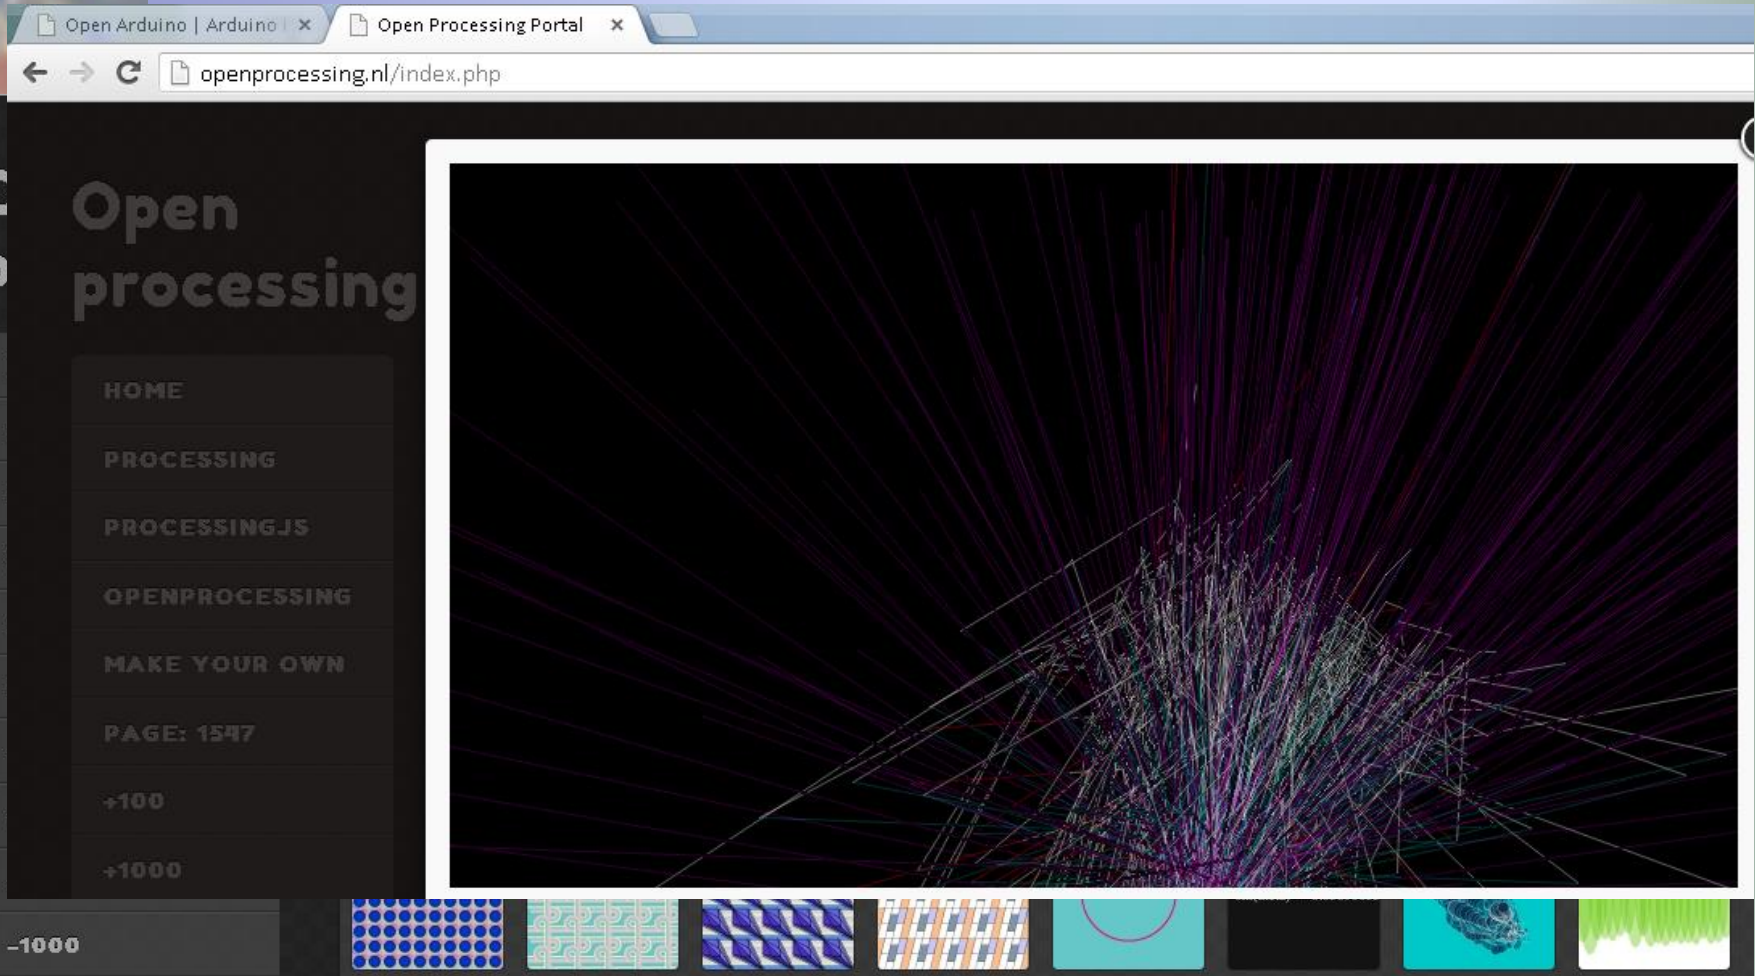 Open Arduino | Arduino
Open Processing Portal
openprocessing.nl/index.php
Open
processing
HOME
PROCESSING
PROCESSINGJS
OPENPROCESSING
MAKE YOUR OWN
PAGE: 1597
+100
+1000
-1000